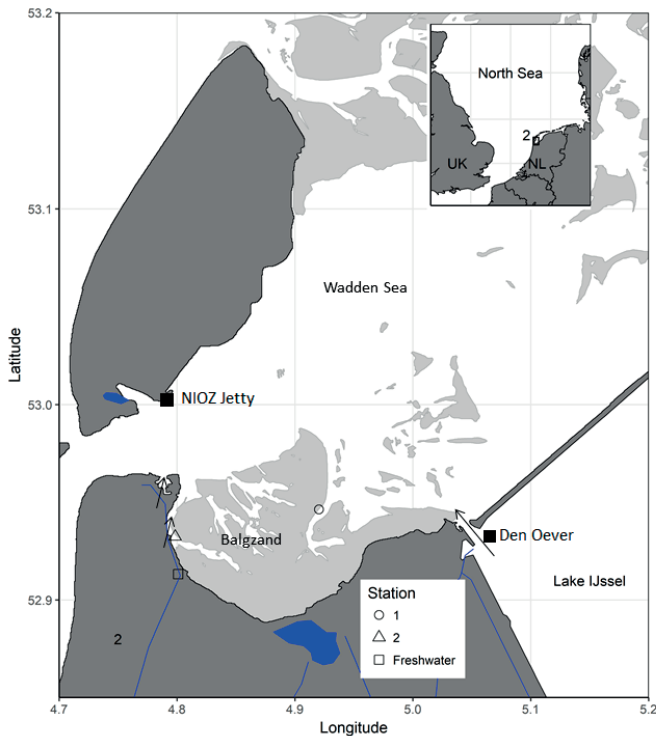 53.2
North Sea
2
UK
NL
53.1
Wadden Sea
Latitude
53.0
NIOZ Jetty
Balgzand
Den Oever
Lake IJssel
52.9
Station
1
2
Freshwater
2
4.7
4.8
4.9
5.0
5.1
5.2
Longitude